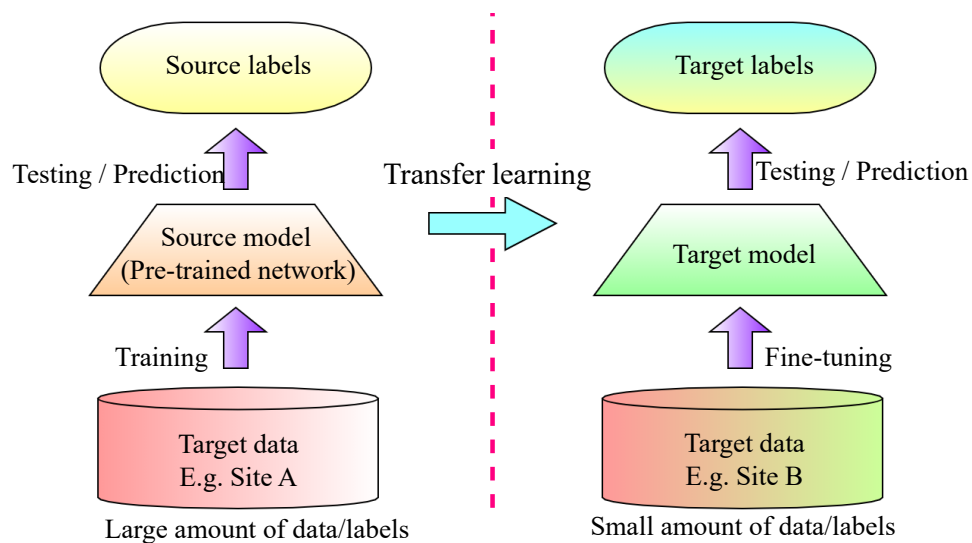 Source labels
Testing / Prediction
Source model
(Pre-trained network)
Training
Target data
E.g. Site A
Large amount of data/labels
Transfer learning
Target labels
Testing / Prediction
Target model
Fine-tuning
Target data
E.g. Site B
Small amount of data/labels